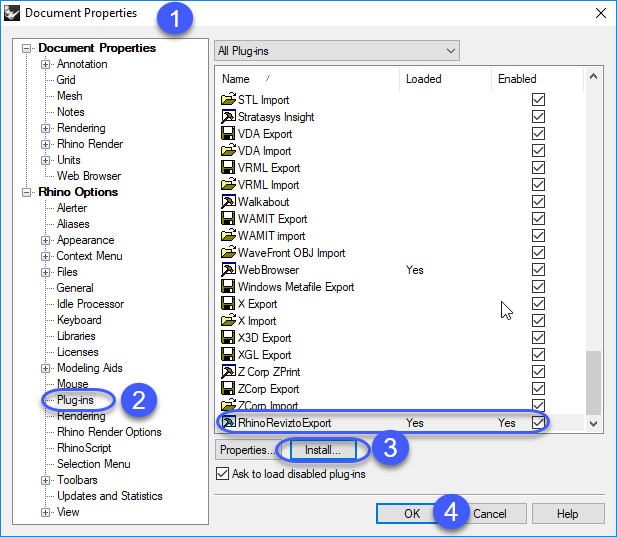 Document Properties
1
Document Properties
Annotation
Grid
Mesh
Notes
Rendering
Rhino Render
Units
Web Browser
Rhino Options
Alerter
Aliases
Appearance
Context Menu
Files
General
Idle Processor
Keyboard
Libraries
Licenses
Modeling Aids
Mouse
Plug-ins
2
Rendering
Rhino Render Options
RhinoScript
Selection Menu
Toolbars
Updates and Statistics
View
All Plug-ins
Name Loaded Enabled
STL Import
Stratasys Insight
VDA Export
VDA Import
VRML Export
VRML Import
Walkabout
WAMIT Export
WAMIT import
WaveFront OBJ Import
WebBrowser Yes
Windows Metafile Export
X Export
X Import
X3D Export
XGL Export
Z Corp ZPrint
ZCorp Export
ZCorp Import
RhinoReviztoExport Yes Yes
Properties... Install... 3
Ask to load disabled plug-ins
OK 4 Cancel Help